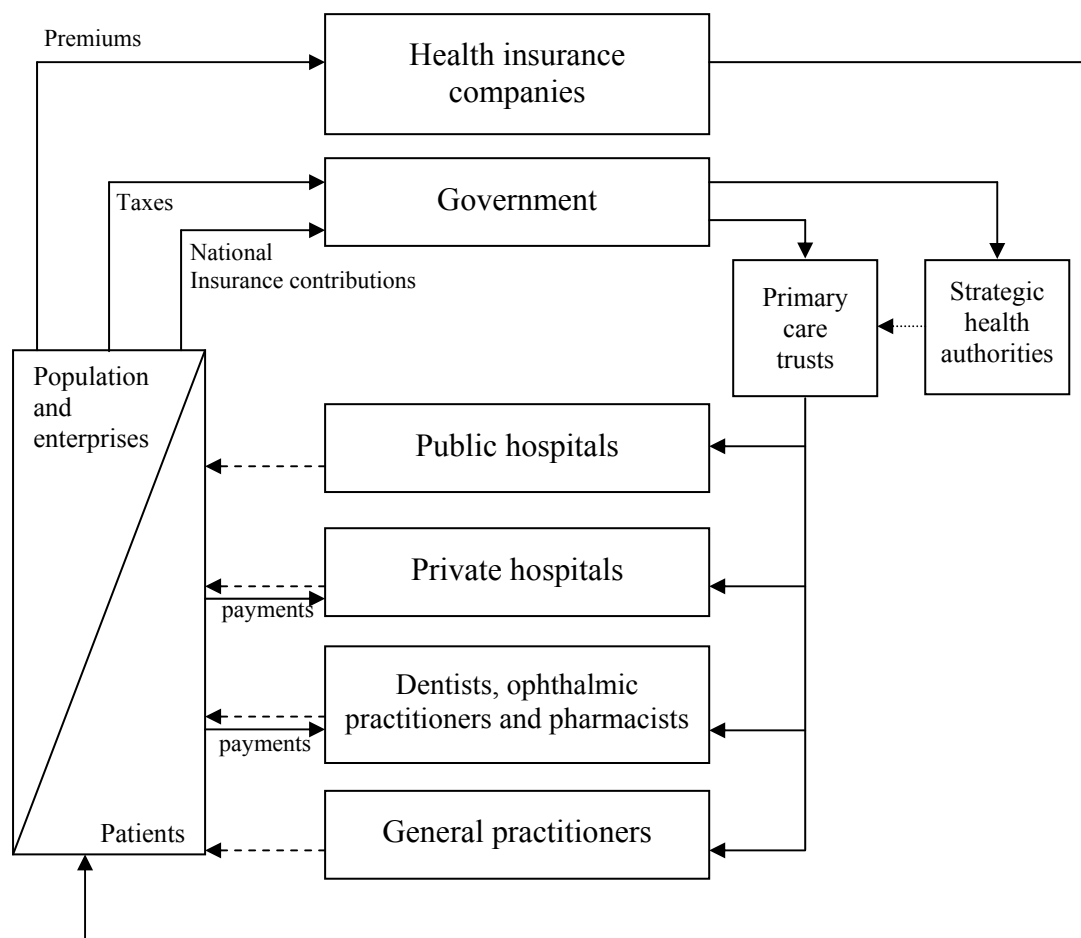 Premiums
Health insurance
companies
Taxes
Government
National
Insurance contributions
Primary
care
trusts
Strategic
health
authorities
Population
and
enterprises
Public hospitals
Private hospitals
payments
Dentists, ophthalmic
practitioners and pharmacists
payments
General practitioners
Patients